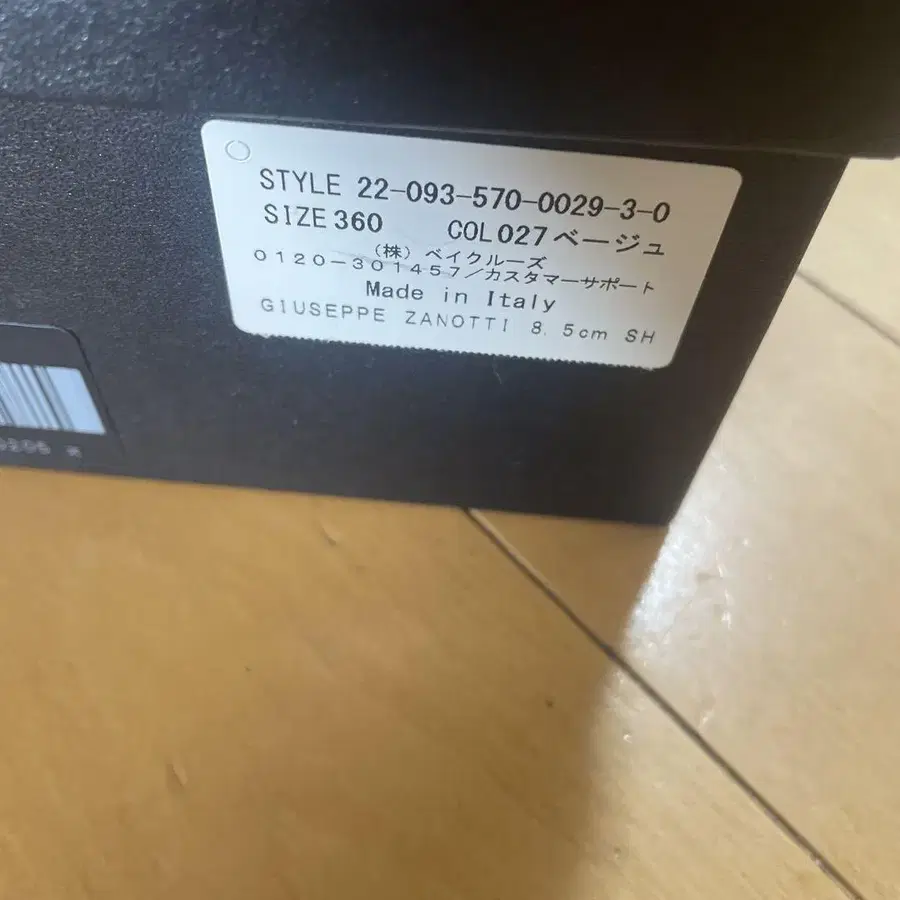 STYLE 22-093-570-0029-3-0
SIZE 360 COL 027 ベージュ
(株) ベイクルーズ
0120-301457/カスタマーサポート
Made in Italy
GIUSEPPE ZANOTTI 8.5cm SH